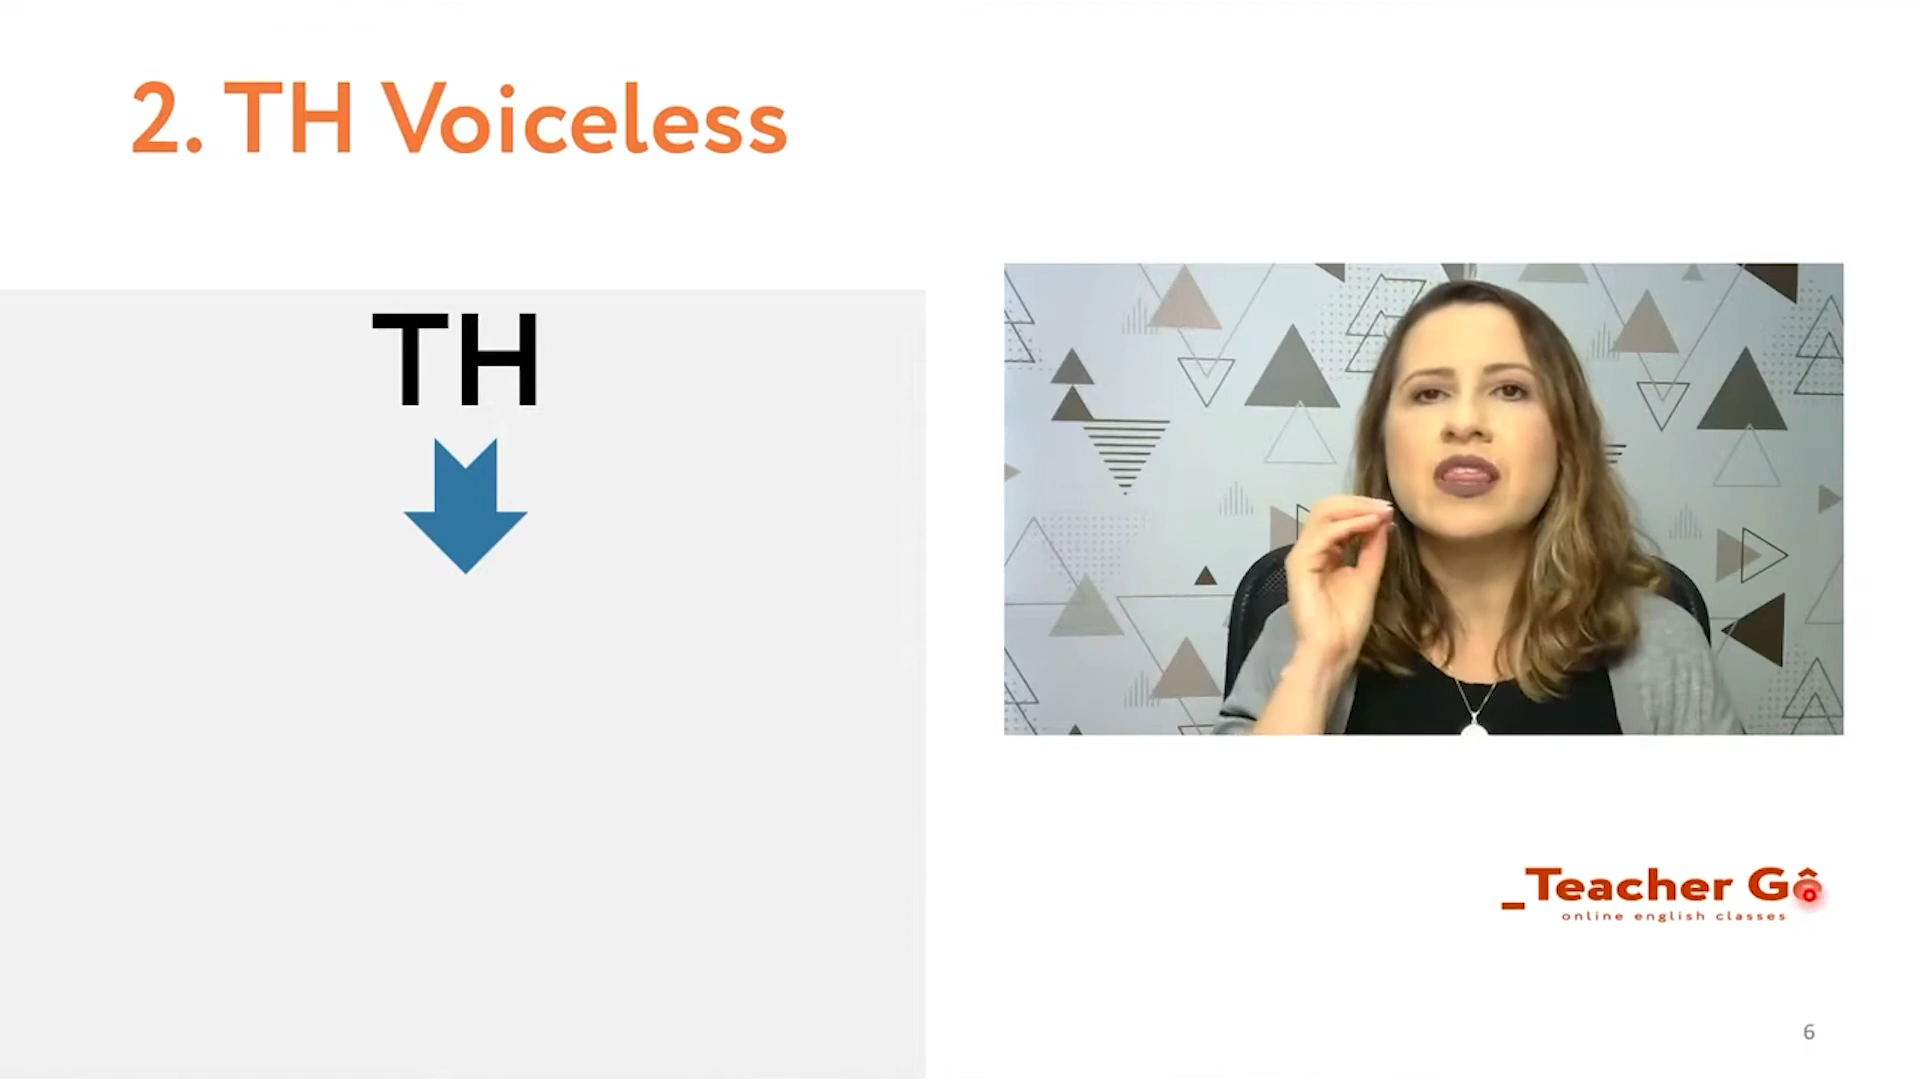 2. TH Voiceless
TH
_Teacher Gô
online english classes
6